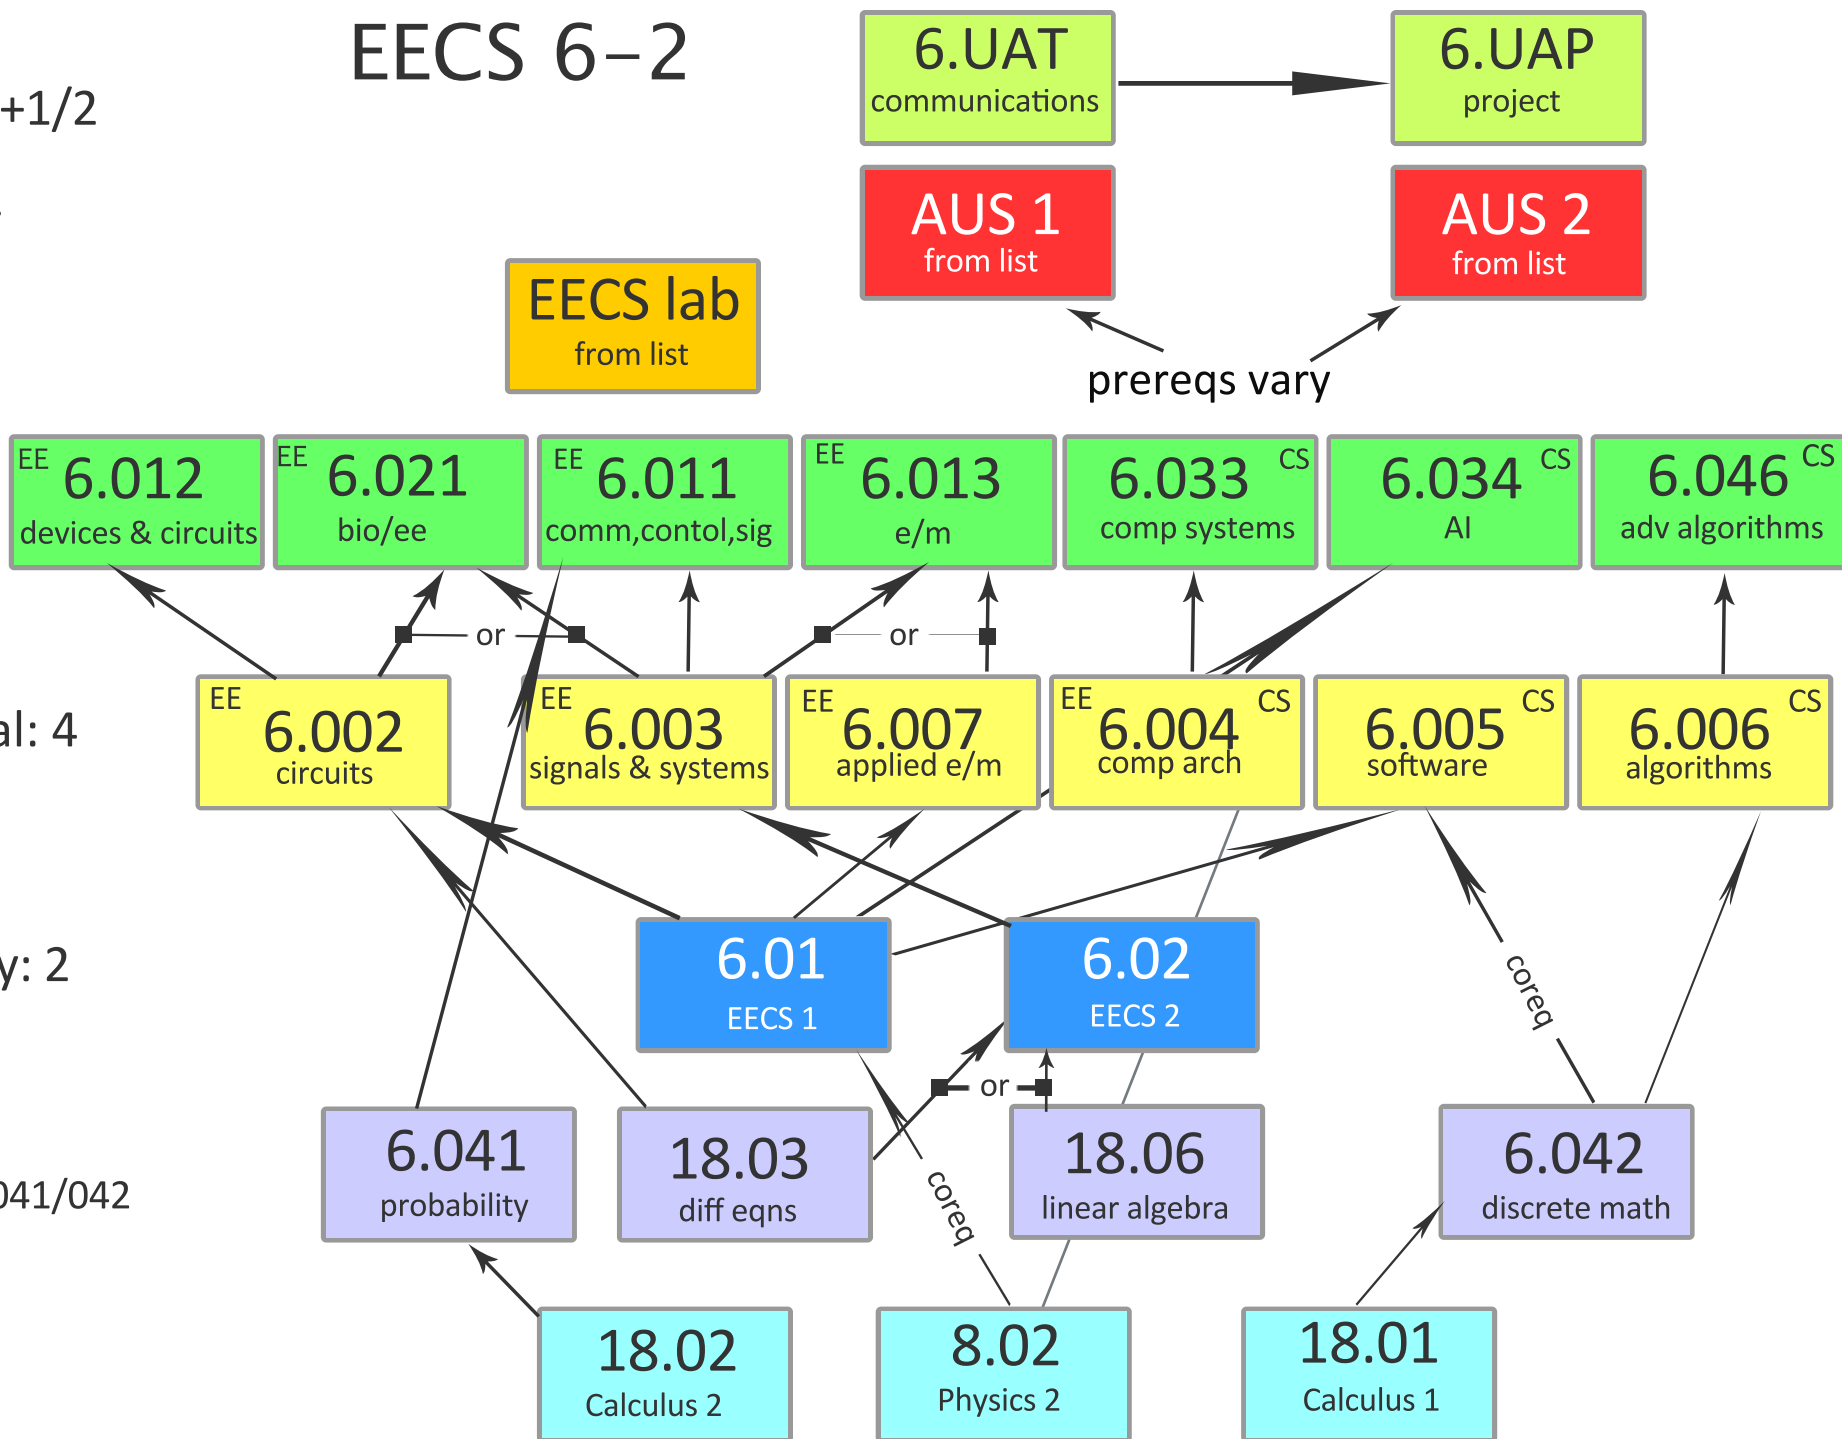 EECS 6-2
6.UAT
communications
6.UAP
project
+1/2
AUS 1
from list
AUS 2
from list
EECS lab
from list
prereqs vary
EE 6.012
devices & circuits
EE 6.021
bio/ee
EE 6.011
comm,contol,sig
EE 6.013
e/m
6.033 CS
comp systems
6.034 CS
AI
6.046 CS
adv algorithms
or
or
al: 4
EE 6.002
circuits
EE 6.003
signals & systems
EE 6.007
applied e/m
EE 6.004 CS
comp arch
6.005 CS
software
6.006 CS
algorithms
y: 2
6.01
EECS 1
6.02
EECS 2
coreq
or
041/042
6.041
probability
18.03
diff eqns
coreq
18.06
linear algebra
6.042
discrete math
18.02
Calculus 2
8.02
Physics 2
18.01
Calculus 1